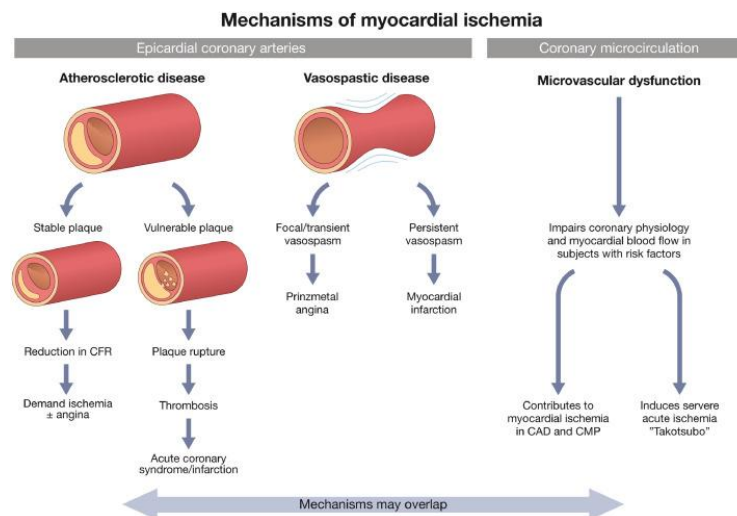 Mechanisms of myocardial ischemia
Epicardial coronary arteries
Coronary microcirculation
Atherosclerotic disease
Vasospastic disease
Microvascular dysfunction
Stable plaque
Vulnerable plaque
Focal/transient
vasospasm
Persistent
vasospasm
Impairs coronary physiology
and myocardial blood flow in
subjects with risk factors
Prinzmetal
angina
Myocardial
infarction
Reduction in CFR
Plaque rupture
Demand ischemia
± angina
Thrombosis
Contributes to
myocardial ischemia
in CAD and CMP
Induces servere
acute ischemia
"Takotsubo"
Acute coronary
syndrome/infarction
Mechanisms may overlap